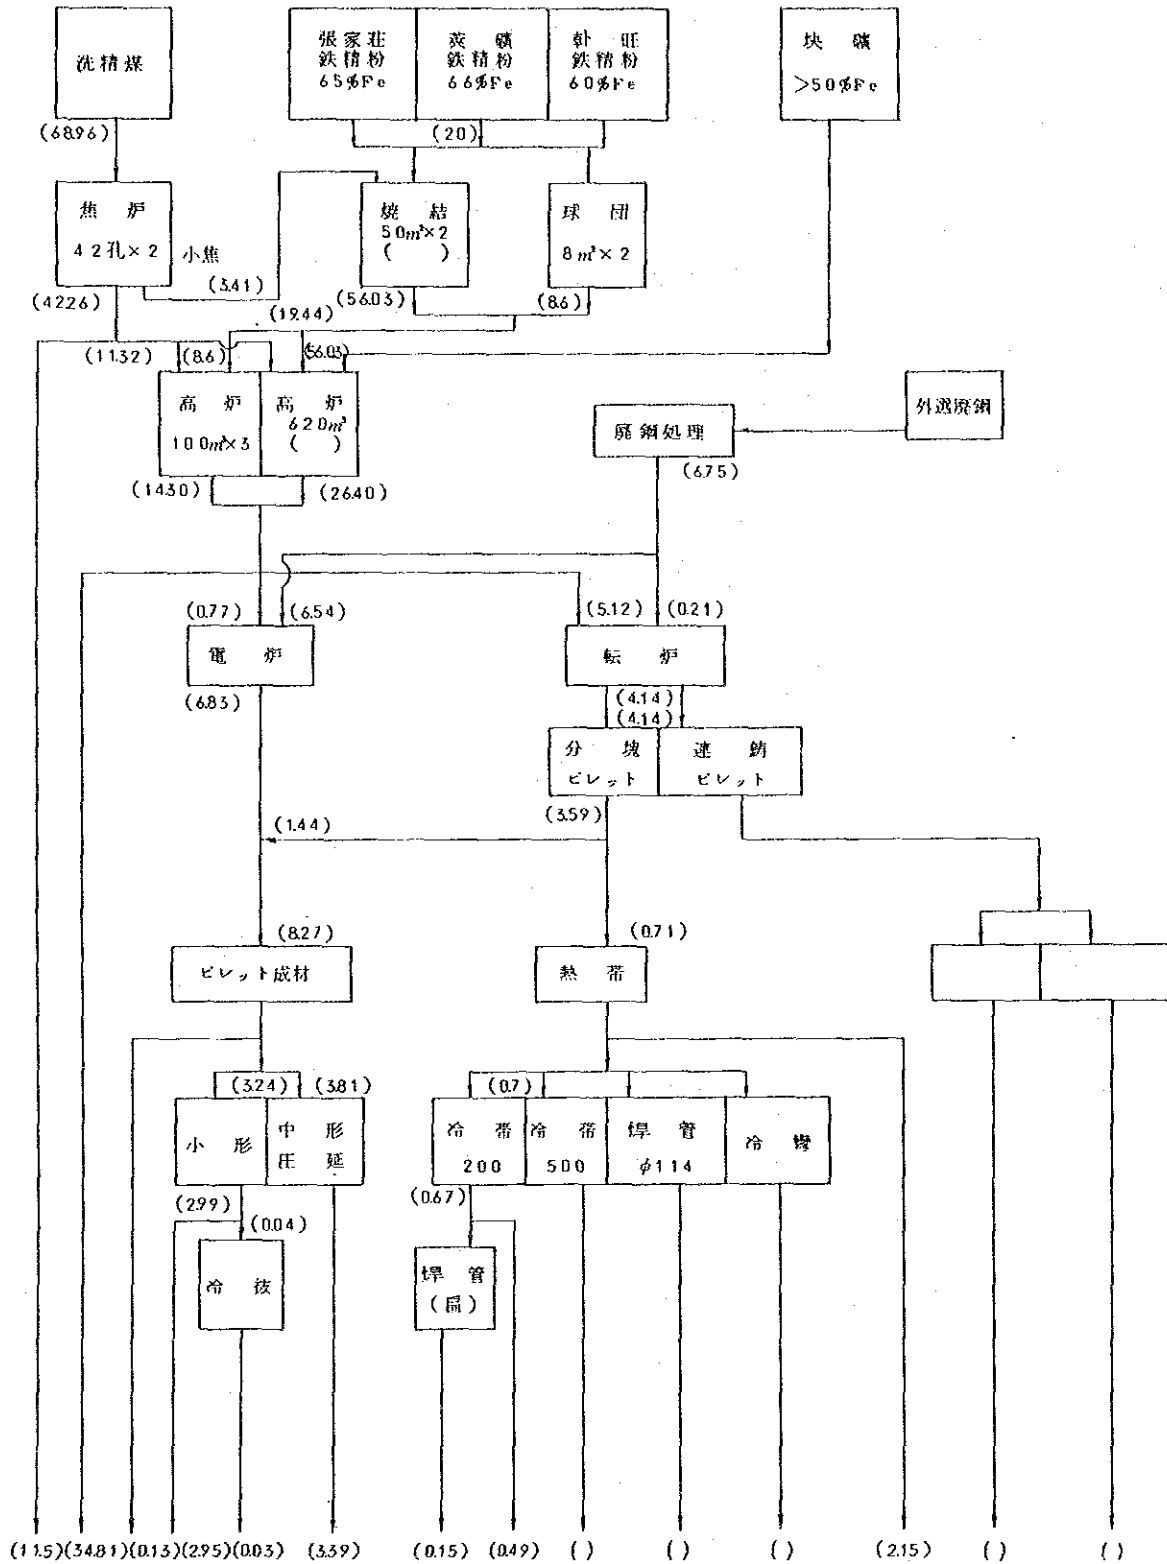 洗精煤
張家荘
鉄精粉
65%Fe
萊礦
鉄精粉
66%Fe
鉄精粉
60%Fe
块礦
>50%Fe
(68.96)
(20)
焦炉
42孔×2
小焦
焼結
50m²×2
( )
球団
8m²×2
(42.26)
(3.41)
(56.03)
(8.6)
(19.44)
(11.32)
(8.6)
(56.03)
高炉
100m³×3
高炉
620m³
( )
廃鋼処理
外逸廃鋼
(6.75)
(14.30)
(26.40)
(0.77)
(6.54)
(5.12)
(0.21)
電炉
転炉
(6.83)
(4.14)
(4.14)
分塊
ビレット
連鋳
ビレット
(3.59)
(1.44)
(8.27)
(0.71)
ビレット成材
熱帯
(3.24)
(3.81)
(0.7)
小形
中形
圧延
冷帯
200
冷帯
500
焊管
φ114
冷彎
(2.99)
(0.04)
(0.67)
冷抜
焊管
(扁)
(11.5)(34.81)(0.13)(2.95)(0.03) (3.39) (0.15) (0.49) ( ) ( ) ( ) (2.15) ( ) ( )